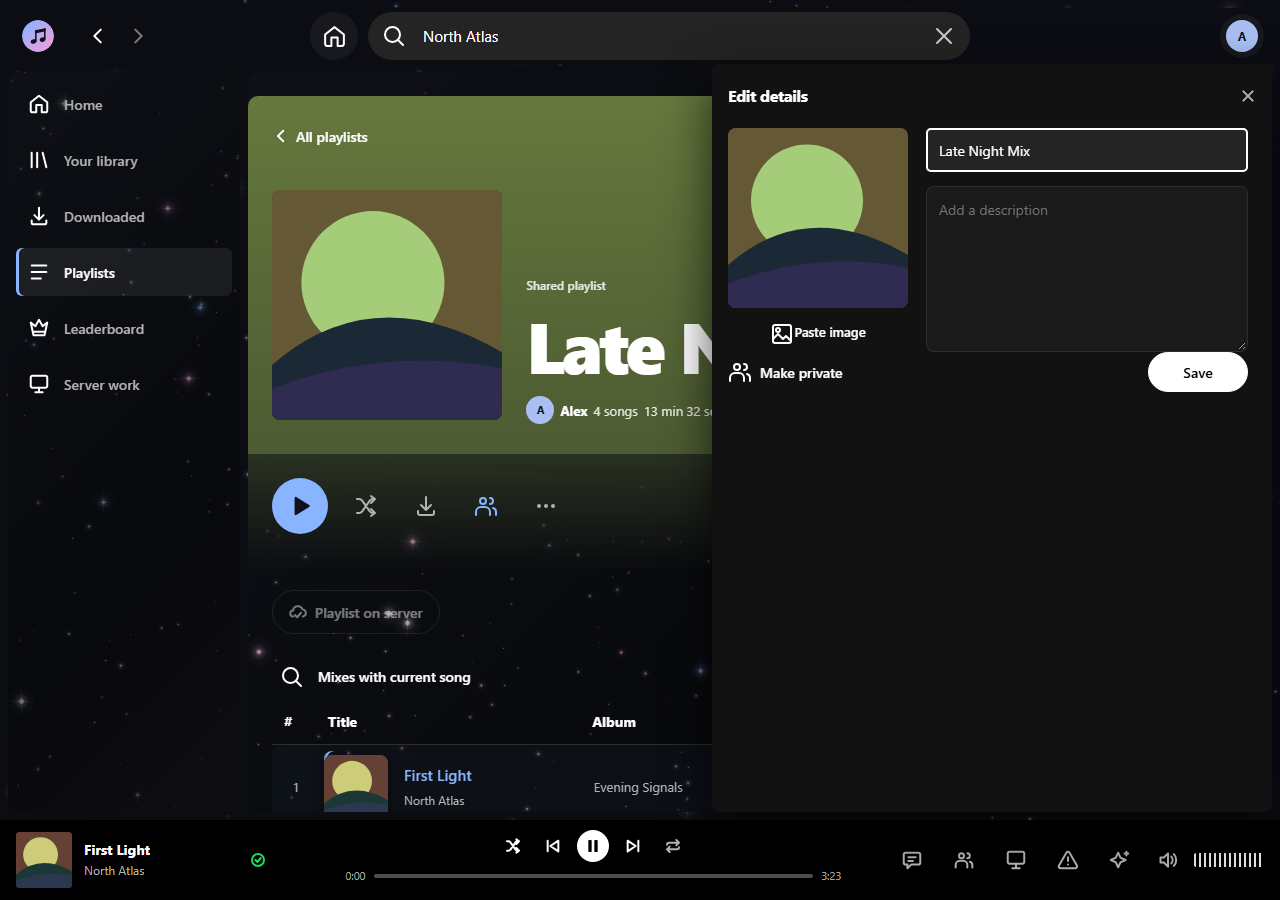 North Atlas
A
Home
Your library
Downloaded
Playlists
Leaderboard
Server work
All playlists
Shared playlist
Late N
A Alex 4 songs 13 min 32 se
Playlist on server
Mixes with current song
# Title Album
1 First Light Evening Signals
North Atlas
Edit details
Late Night Mix
Add a description
Paste image
Make private
Save
First Light
North Atlas
0:00
3:23